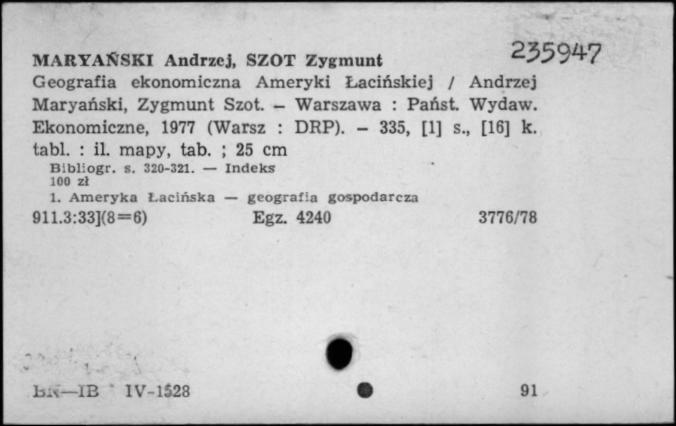 235947
MARYAŃSKI Andrzej, SZOT Zygmunt
Geografia ekonomiczna Ameryki Łacińskiej / Andrzej
Maryański, Zygmunt Szot. — Warszawa : Państ. Wydaw.
Ekonomiczne, 1977 (Warsz : DRP). — 335, [1] s., [16] k.
tabl. : il. mapy, tab. ; 25 cm
Bibliogr. s. 320-321. — Indeks
100 zł
1. Ameryka Łacińska — geografia gospodarcza
911.3:33](8=6) Egz. 4240 3776/78
BN—IB IV-1528 91